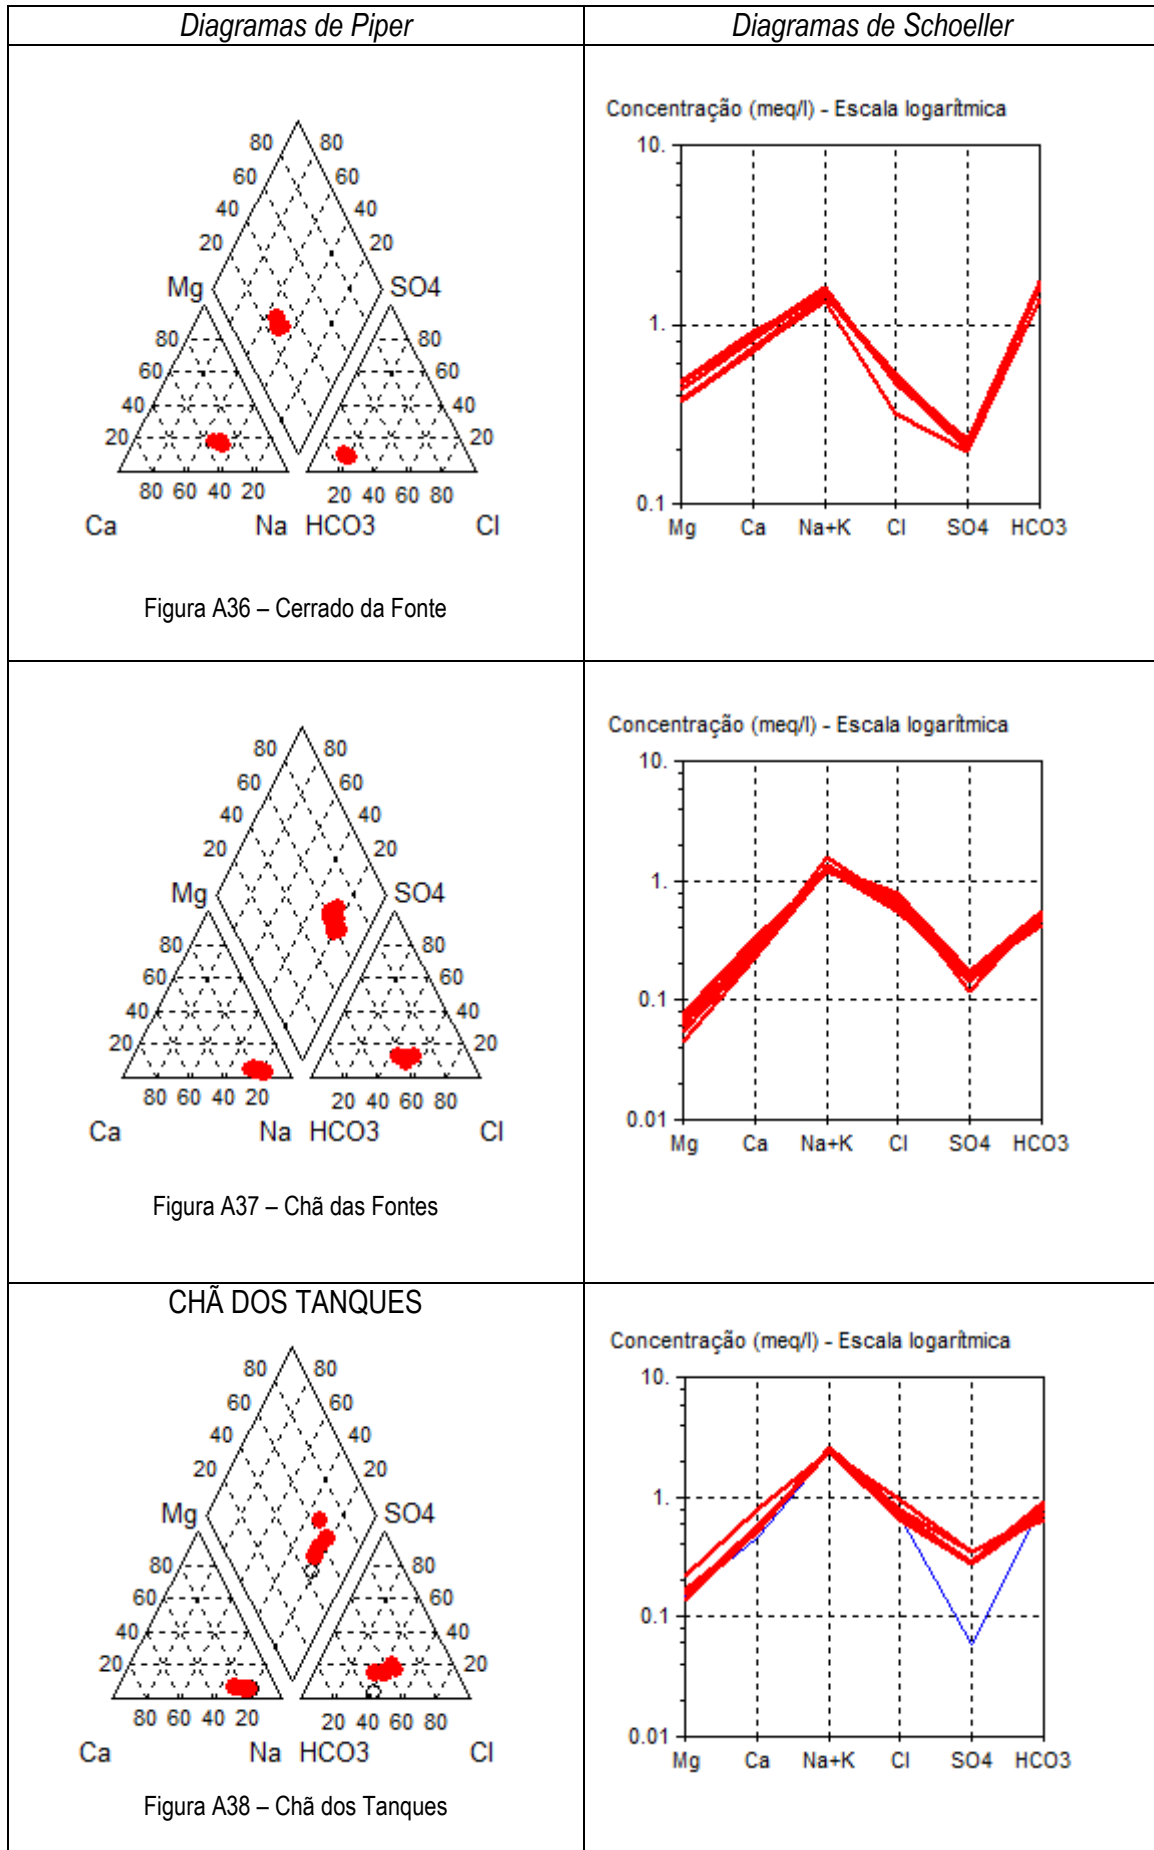 Diagramas de Piper
Diagramas de Schoeller
80 80
60 60
40 40
20 20
Mg SO4
80 80
60 60
40 40
20 20
80 60 40 20 20 40 60 80
Ca Na HCO3 Cl
Figura A36 – Cerrado da Fonte
Concentração (meq/l) - Escala logarítmica
10.
1.
0.1
Mg Ca Na+K Cl SO4 HCO3
80 80
60 60
40 40
20 20
Mg SO4
80 80
60 60
40 40
20 20
80 60 40 20 20 40 60 80
Ca Na HCO3 Cl
Figura A37 – Chã das Fontes
Concentração (meq/l) - Escala logarítmica
10.
1.
0.1
0.01
Mg Ca Na+K Cl SO4 HCO3
CHÃ DOS TANQUES
80 80
60 60
40 40
20 20
Mg SO4
80 80
60 60
40 40
20 20
80 60 40 20 20 40 60 80
Ca Na HCO3 Cl
Figura A38 – Chã dos Tanques
Concentração (meq/l) - Escala logarítmica
10.
1.
0.1
0.01
Mg Ca Na+K Cl SO4 HCO3